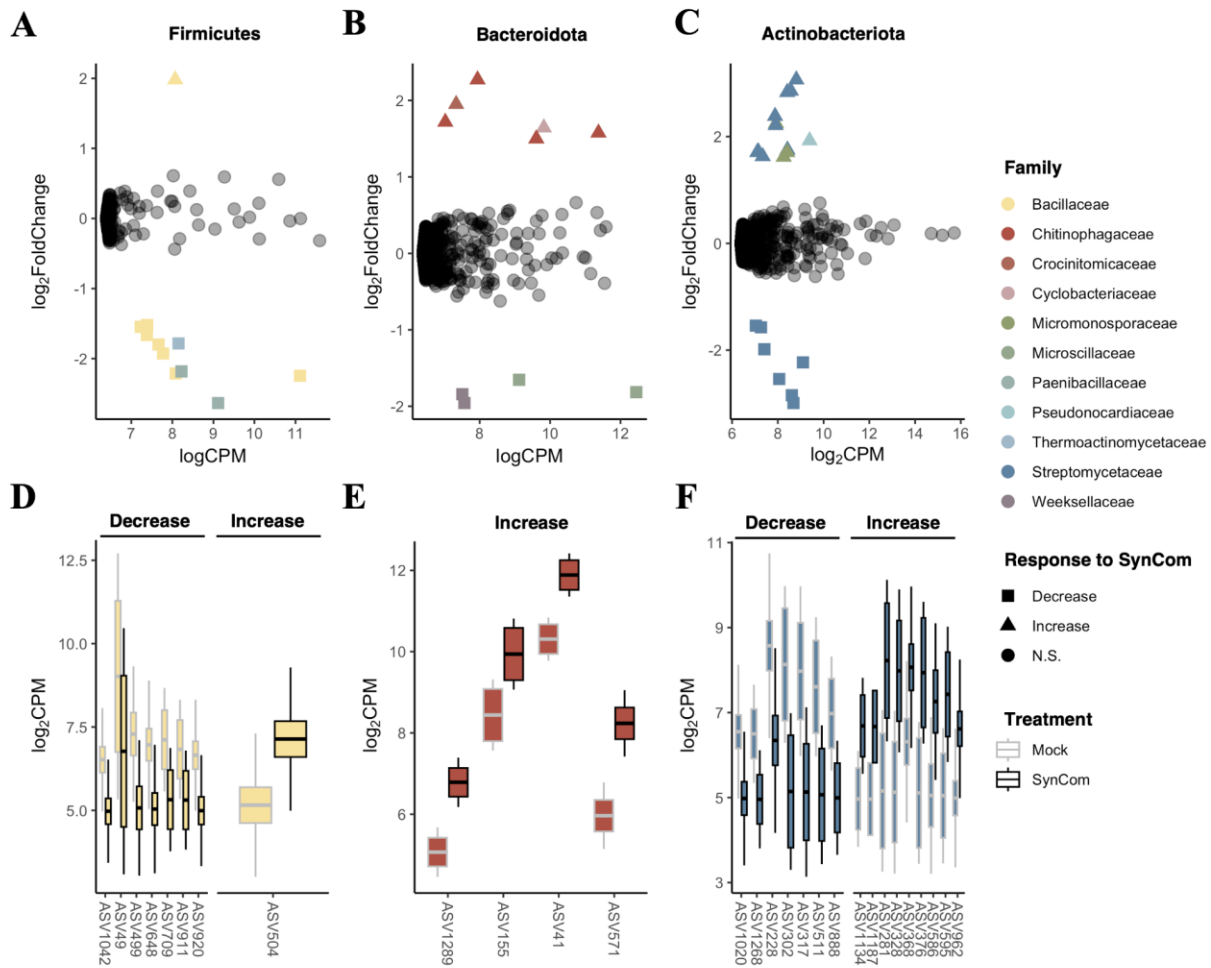 A
Firmicutes
2
1
0
-1
-2
log2FoldChange
7 8 9 10 11
logCPM
B
Bacteroidota
2
1
0
-1
-2
log2FoldChange
8 10 12
logCPM
C
Actinobacteriota
2
0
-2
log2FoldChange
6 8 10 12 14 16
log2CPM
Family
Bacillaceae
Chitinophagaceae
Crocinitomicaceae
Cyclobacteriaceae
Micromonosporaceae
Microscillaceae
Paenibacillaceae
Pseudonocardiaceae
Thermoactinomycetaceae
Streptomycetaceae
Weeksellaceae
Response to SynCom
Decrease
Increase
N.S.
Treatment
Mock
SynCom
D
Decrease Increase
12.5
10.0
7.5
5.0
log2CPM
ASV1042
ASV49
ASV499
ASV648
ASV709
ASV911
ASV920
ASV504
E
Increase
12
10
8
6
log2CPM
ASV1289
ASV155
ASV41
ASV571
F
Decrease Increase
11
9
7
5
3
log2CPM
ASV1020
ASV1268
ASV228
ASV302
ASV317
ASV511
ASV888
ASV1134
ASV1187
ASV281
ASV328
ASV368
ASV376
ASV586
ASV595
ASV962